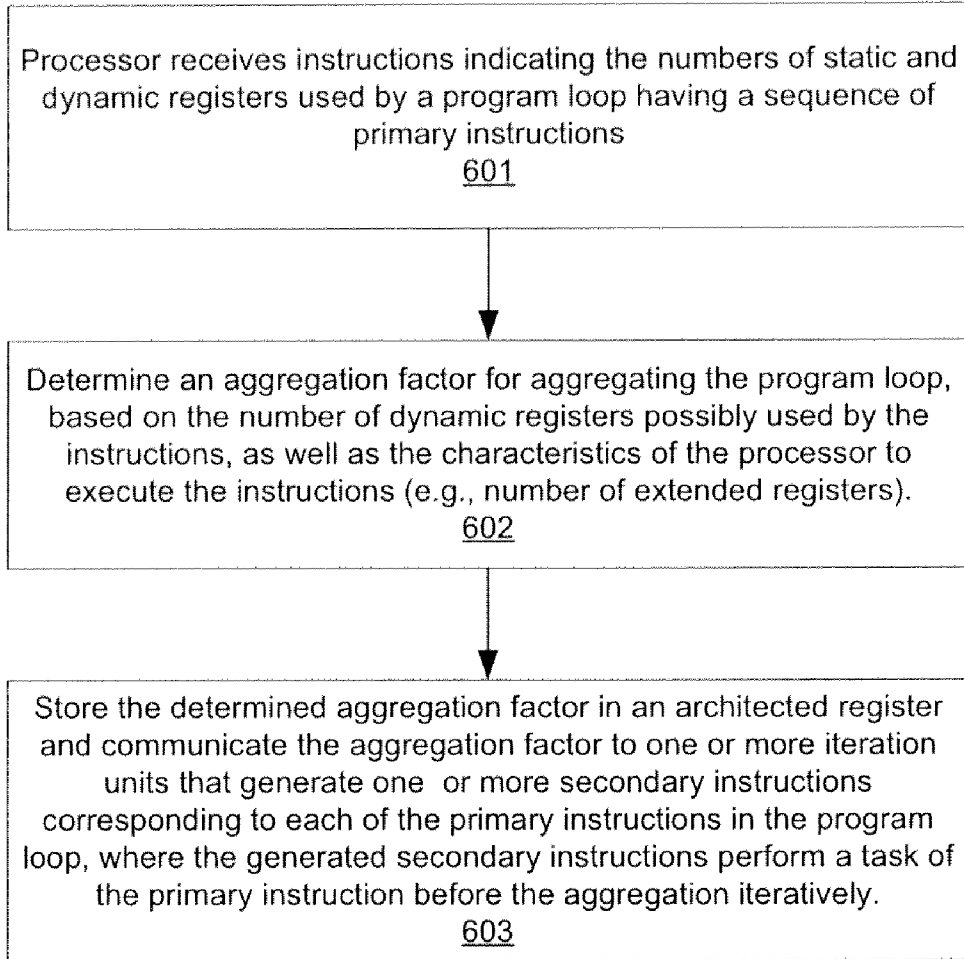 Processor receives instructions indicating the numbers of static and
dynamic registers used by a program loop having a sequence of
primary instructions
601
Determine an aggregation factor for aggregating the program loop,
based on the number of dynamic registers possibly used by the
instructions, as well as the characteristics of the processor to
execute the instructions (e.g., number of extended registers).
602
Store the determined aggregation factor in an architected register
and communicate the aggregation factor to one or more iteration
units that generate one or more secondary instructions
corresponding to each of the primary instructions in the program
loop, where the generated secondary instructions perform a task of
the primary instruction before the aggregation iteratively.
603